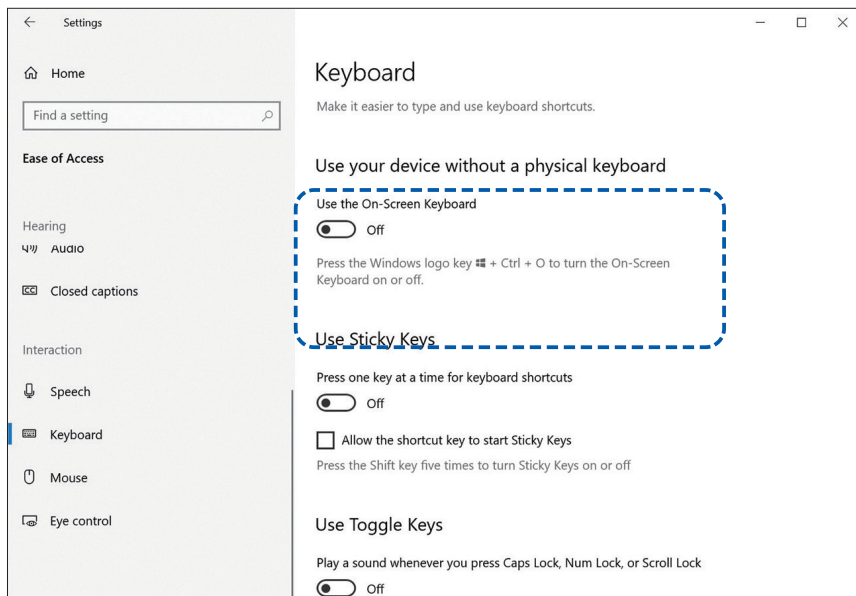 Settings
Home
Find a setting
Ease of Access
Hearing
Audio
Closed captions
Interaction
Speech
Keyboard
Mouse
Eye control
Keyboard
Make it easier to type and use keyboard shortcuts.
Use your device without a physical keyboard
Use the On-Screen Keyboard
Off
Press the Windows logo key + Ctrl + O to turn the On-Screen
Keyboard on or off.
Use Sticky Keys
Press one key at a time for keyboard shortcuts
Off
Allow the shortcut key to start Sticky Keys
Press the Shift key five times to turn Sticky Keys on or off
Use Toggle Keys
Play a sound whenever you press Caps Lock, Num Lock, or Scroll Lock
Off